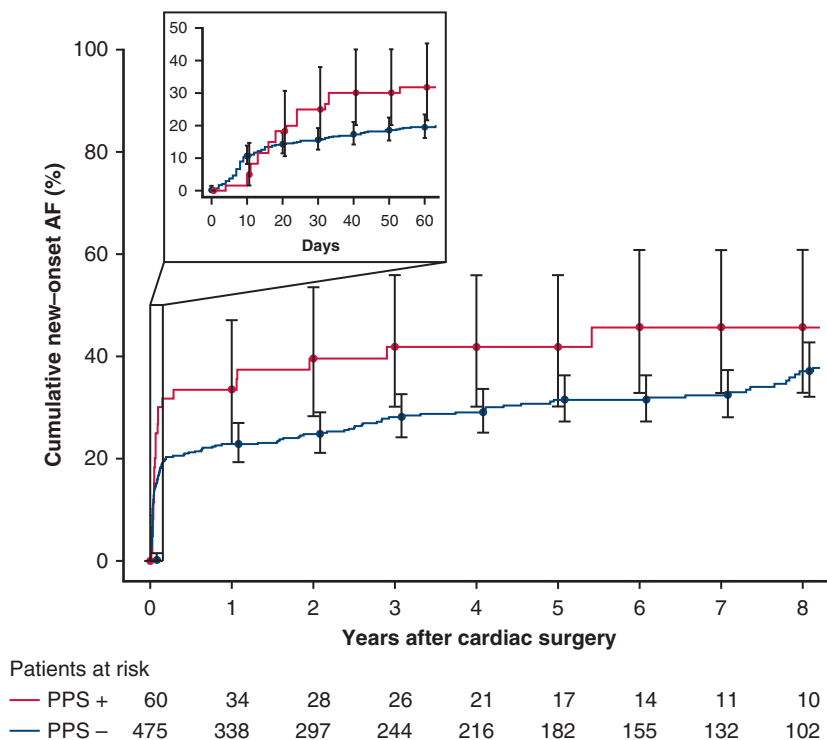 50
40
30
20
10
0
0 10 20 30 40 50 60
Days
100
80
60
40
20
0
Cumulative new–onset AF (%)
0 1 2 3 4 5 6 7 8
Years after cardiac surgery
Patients at risk
PPS + 60 34 28 26 21 17 14 11 10
PPS – 475 338 297 244 216 182 155 132 102